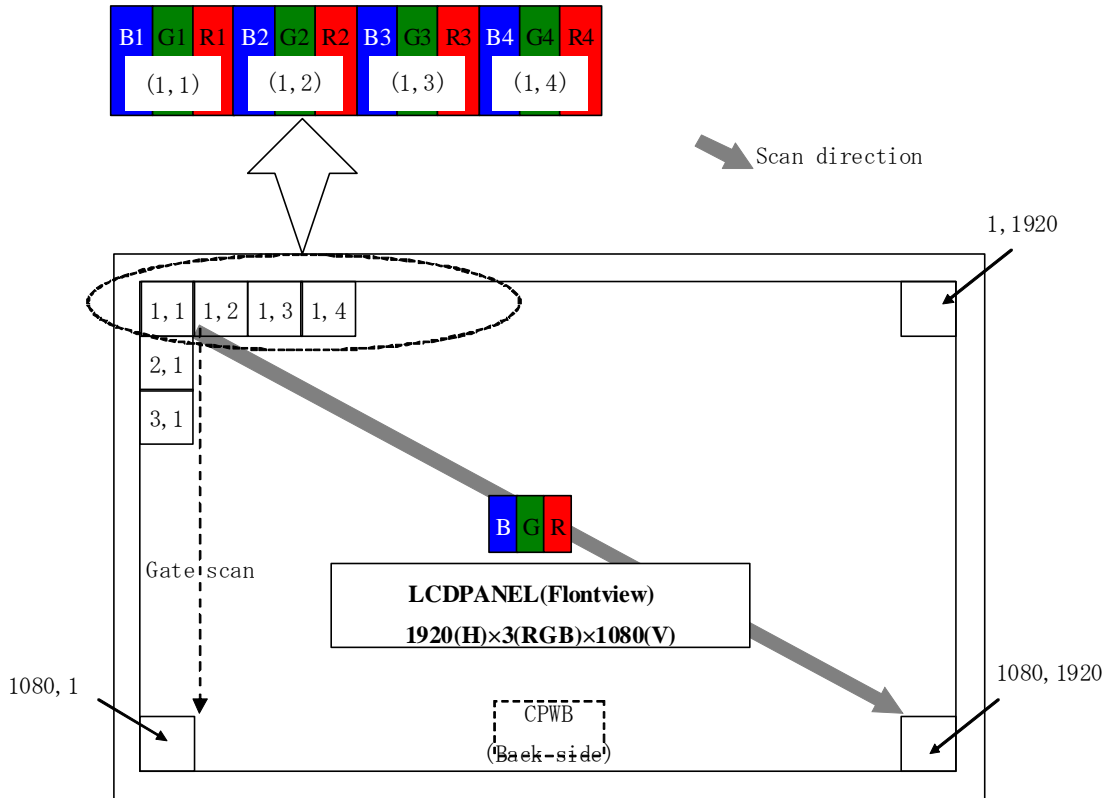 B1 G1 R1 B2 G2 R2 B3 G3 R3 B4 G4 R4
(1,1) (1,2) (1,3) (1,4)
Scan direction
1,1920
1,1 1,2 1,3 1,4
2,1
3,1
B G R
Gate scan
LCDPANEL(Flontview)
1920(H)×3(RGB)×1080(V)
1080,1
1080,1920
CPWB
(Back-side)